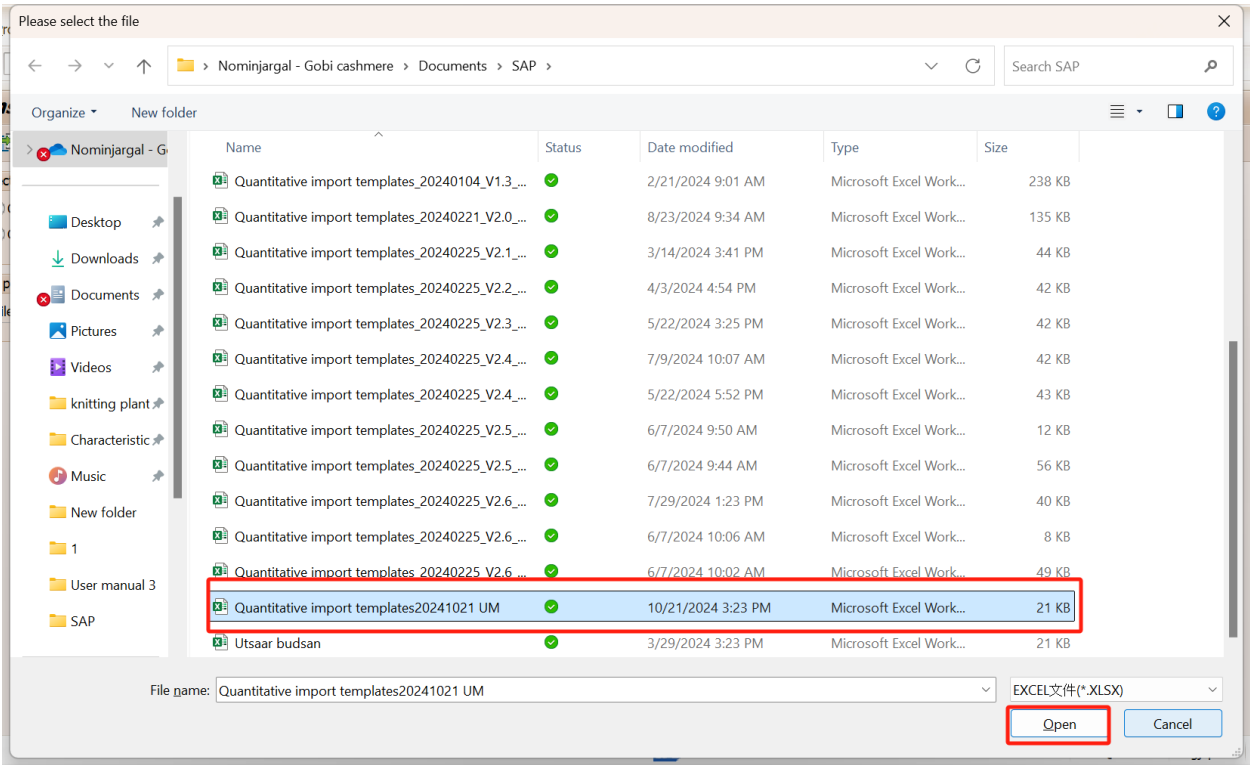 Please select the file
Nominjargal - Gobi cashmere > Documents > SAP >
Search SAP
Organize
New folder
Nominjargal - G
Desktop
Downloads
Documents
Pictures
Videos
knitting plant
Characteristic
Music
New folder
1
User manual 3
SAP
Name Status Date modified Type Size
Quantitative import templates_20240104_V1.3_... 2/21/2024 9:01 AM Microsoft Excel Work... 238 KB
Quantitative import templates_20240221_V2.0_... 8/23/2024 9:34 AM Microsoft Excel Work... 135 KB
Quantitative import templates_20240225_V2.1_... 3/14/2024 3:41 PM Microsoft Excel Work... 44 KB
Quantitative import templates_20240225_V2.2_... 4/3/2024 4:54 PM Microsoft Excel Work... 42 KB
Quantitative import templates_20240225_V2.3_... 5/22/2024 3:25 PM Microsoft Excel Work... 42 KB
Quantitative import templates_20240225_V2.4_... 7/9/2024 10:07 AM Microsoft Excel Work... 42 KB
Quantitative import templates_20240225_V2.4_... 5/22/2024 5:52 PM Microsoft Excel Work... 43 KB
Quantitative import templates_20240225_V2.5_... 6/7/2024 9:50 AM Microsoft Excel Work... 12 KB
Quantitative import templates_20240225_V2.5_... 6/7/2024 9:44 AM Microsoft Excel Work... 56 KB
Quantitative import templates_20240225_V2.6_... 7/29/2024 1:23 PM Microsoft Excel Work... 40 KB
Quantitative import templates_20240225_V2.6_... 6/7/2024 10:06 AM Microsoft Excel Work... 8 KB
Quantitative import templates_20240225_V2.6_... 6/7/2024 10:02 AM Microsoft Excel Work... 49 KB
Quantitative import templates20241021 UM 10/21/2024 3:23 PM Microsoft Excel Work... 21 KB
Utsaar budsan 3/29/2024 3:23 PM Microsoft Excel Work... 21 KB
File name: Quantitative import templates20241021 UM
EXCEL文件(*.XLSX)
Open
Cancel